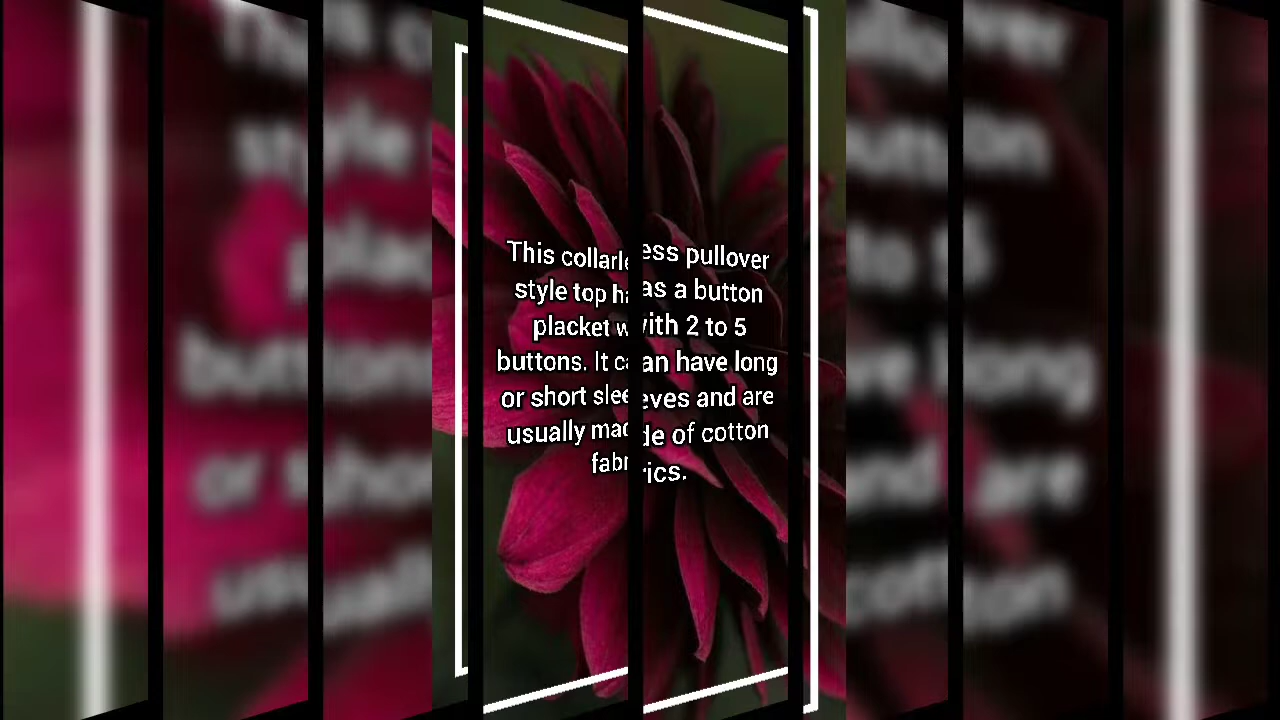 This collarless pullover
style top has a button
placket with 2 to 5
buttons. It can have long
or short sleeves and are
usually made of cotton
fabrics.